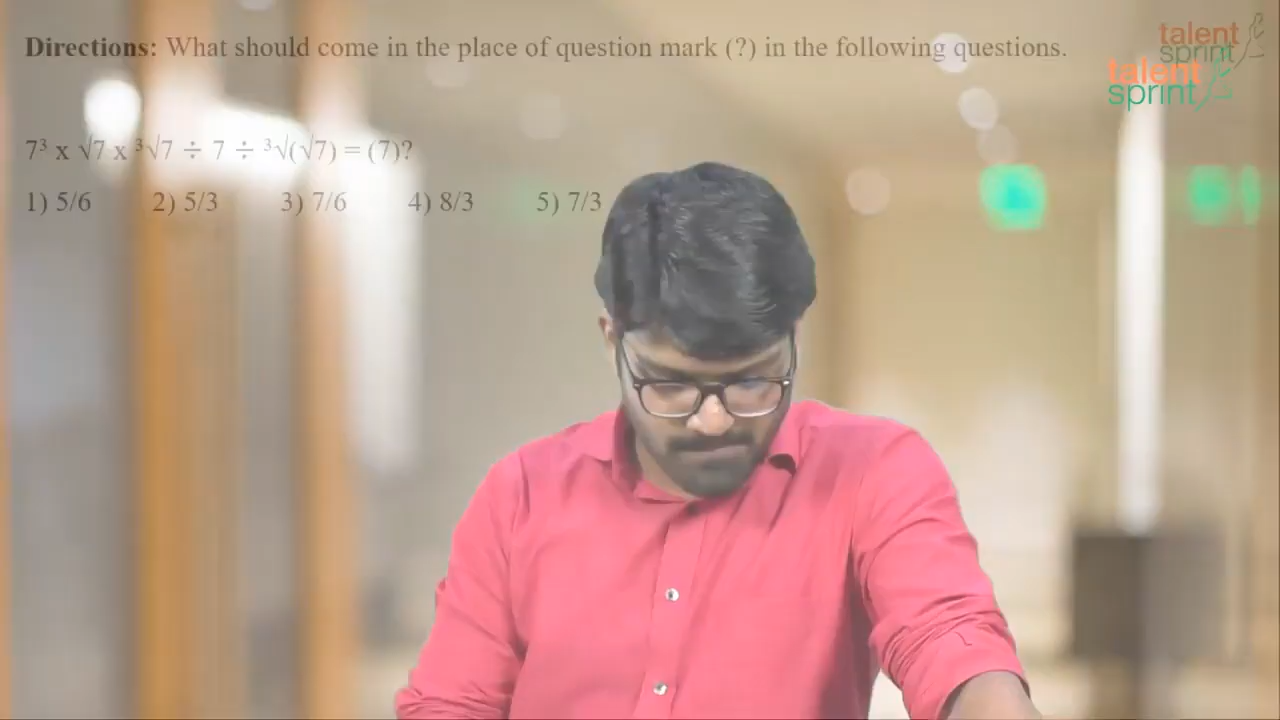 Directions: What should come in the place of question mark (?) in the following questions.
talent
sprint
talent
sprint
7³ x √7 x ³√7 ÷ 7 ÷ ³√(√7) = (7)?
1) 5/6 2) 5/3 3) 7/6 4) 8/3 5) 7/3